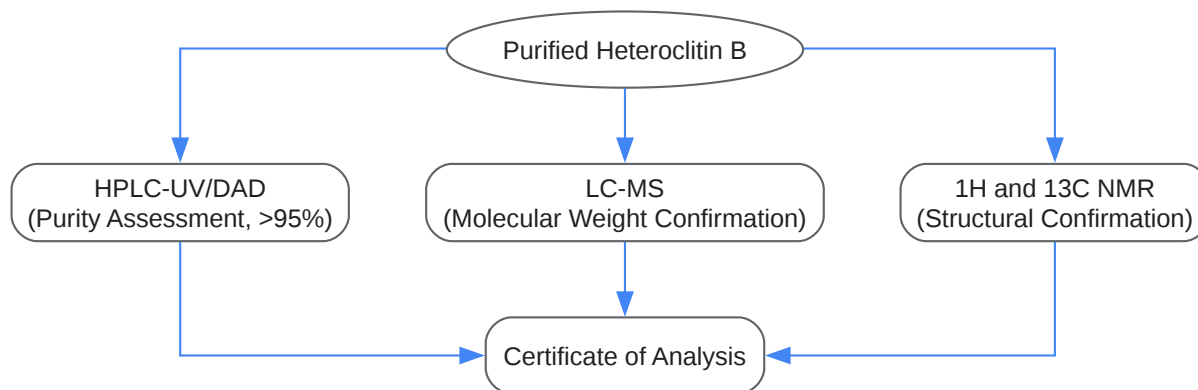 Purified Heteroclitin B
HPLC-UV/DAD
(Purity Assessment, >95%)
LC-MS
(Molecular Weight Confirmation)
1H and 13C NMR
(Structural Confirmation)
Certificate of Analysis